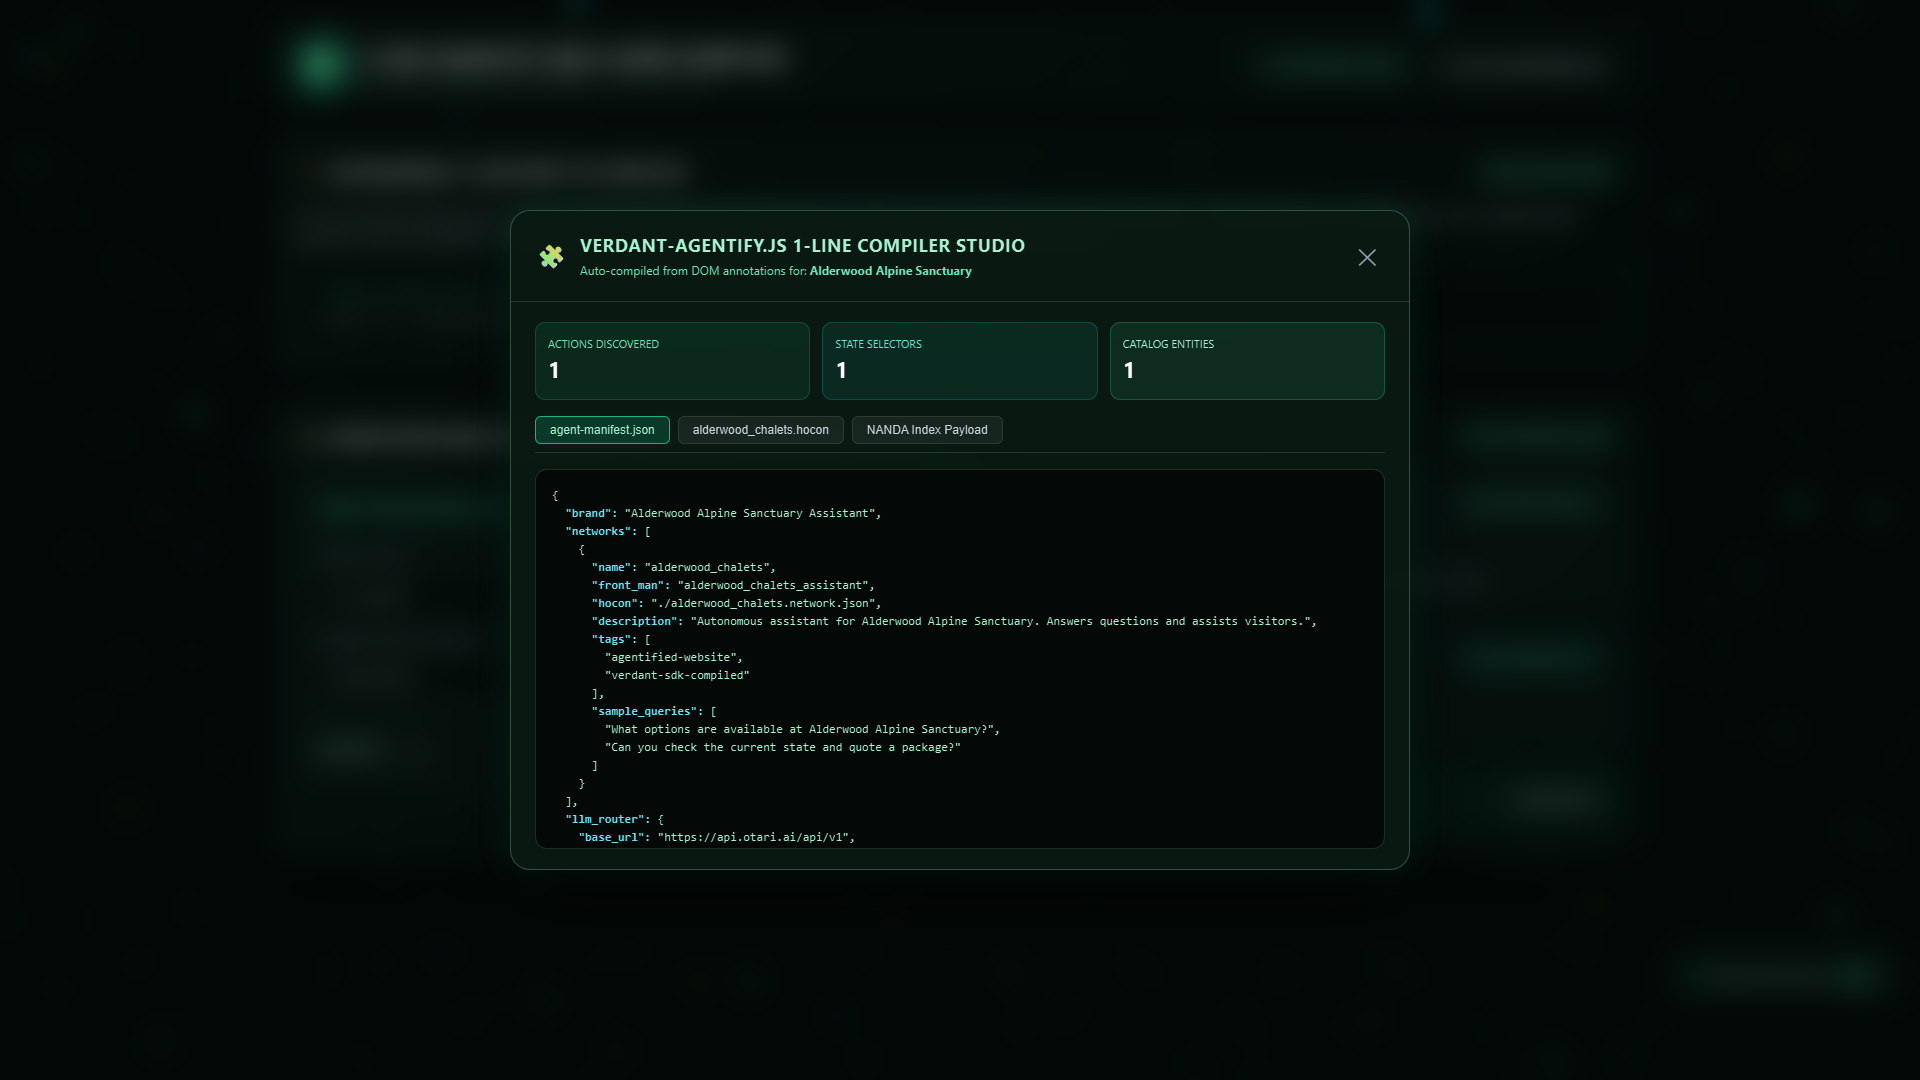 VERDANT-AGENTIFY.JS 1-LINE COMPILER STUDIO
Auto-compiled from DOM annotations for: Alderwood Alpine Sanctuary
ACTIONS DISCOVERED
1
STATE SELECTORS
1
CATALOG ENTITIES
1
agent-manifest.json
alderwood_chalets.hocon
NANDA Index Payload
{
"brand": "Alderwood Alpine Sanctuary Assistant",
"networks": [
{
"name": "alderwood_chalets",
"front_man": "alderwood_chalets_assistant",
"hocon": "./alderwood_chalets.network.json",
"description": "Autonomous assistant for Alderwood Alpine Sanctuary. Answers questions and assists visitors.",
"tags": [
"agentified-website",
"verdant-sdk-compiled"
],
"sample_queries": [
"What options are available at Alderwood Alpine Sanctuary?",
"Can you check the current state and quote a package?"
]
}
],
"llm_router": {
"base_url": "https://api.otari.ai/api/v1",